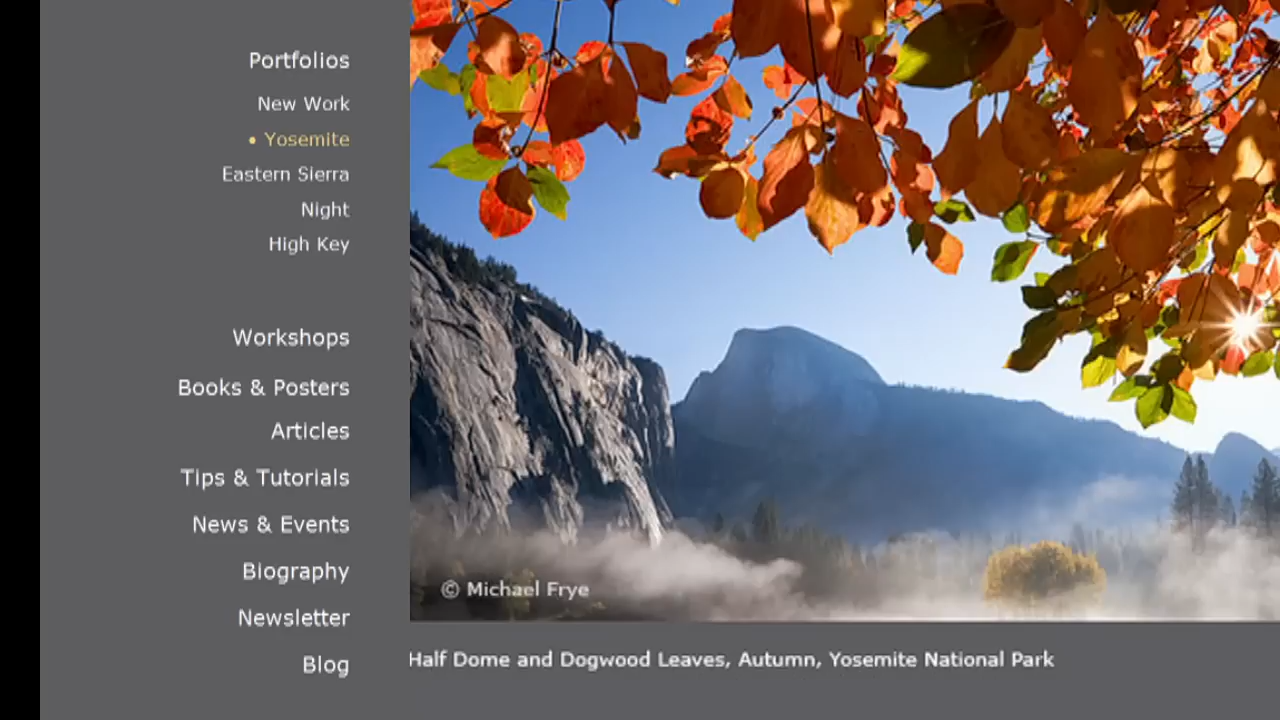 Portfolios
New Work
• Yosemite
Eastern Sierra
Night
High Key
Workshops
Books & Posters
Articles
Tips & Tutorials
News & Events
Biography
Newsletter
Blog
© Michael Frye
Half Dome and Dogwood Leaves, Autumn, Yosemite National Park